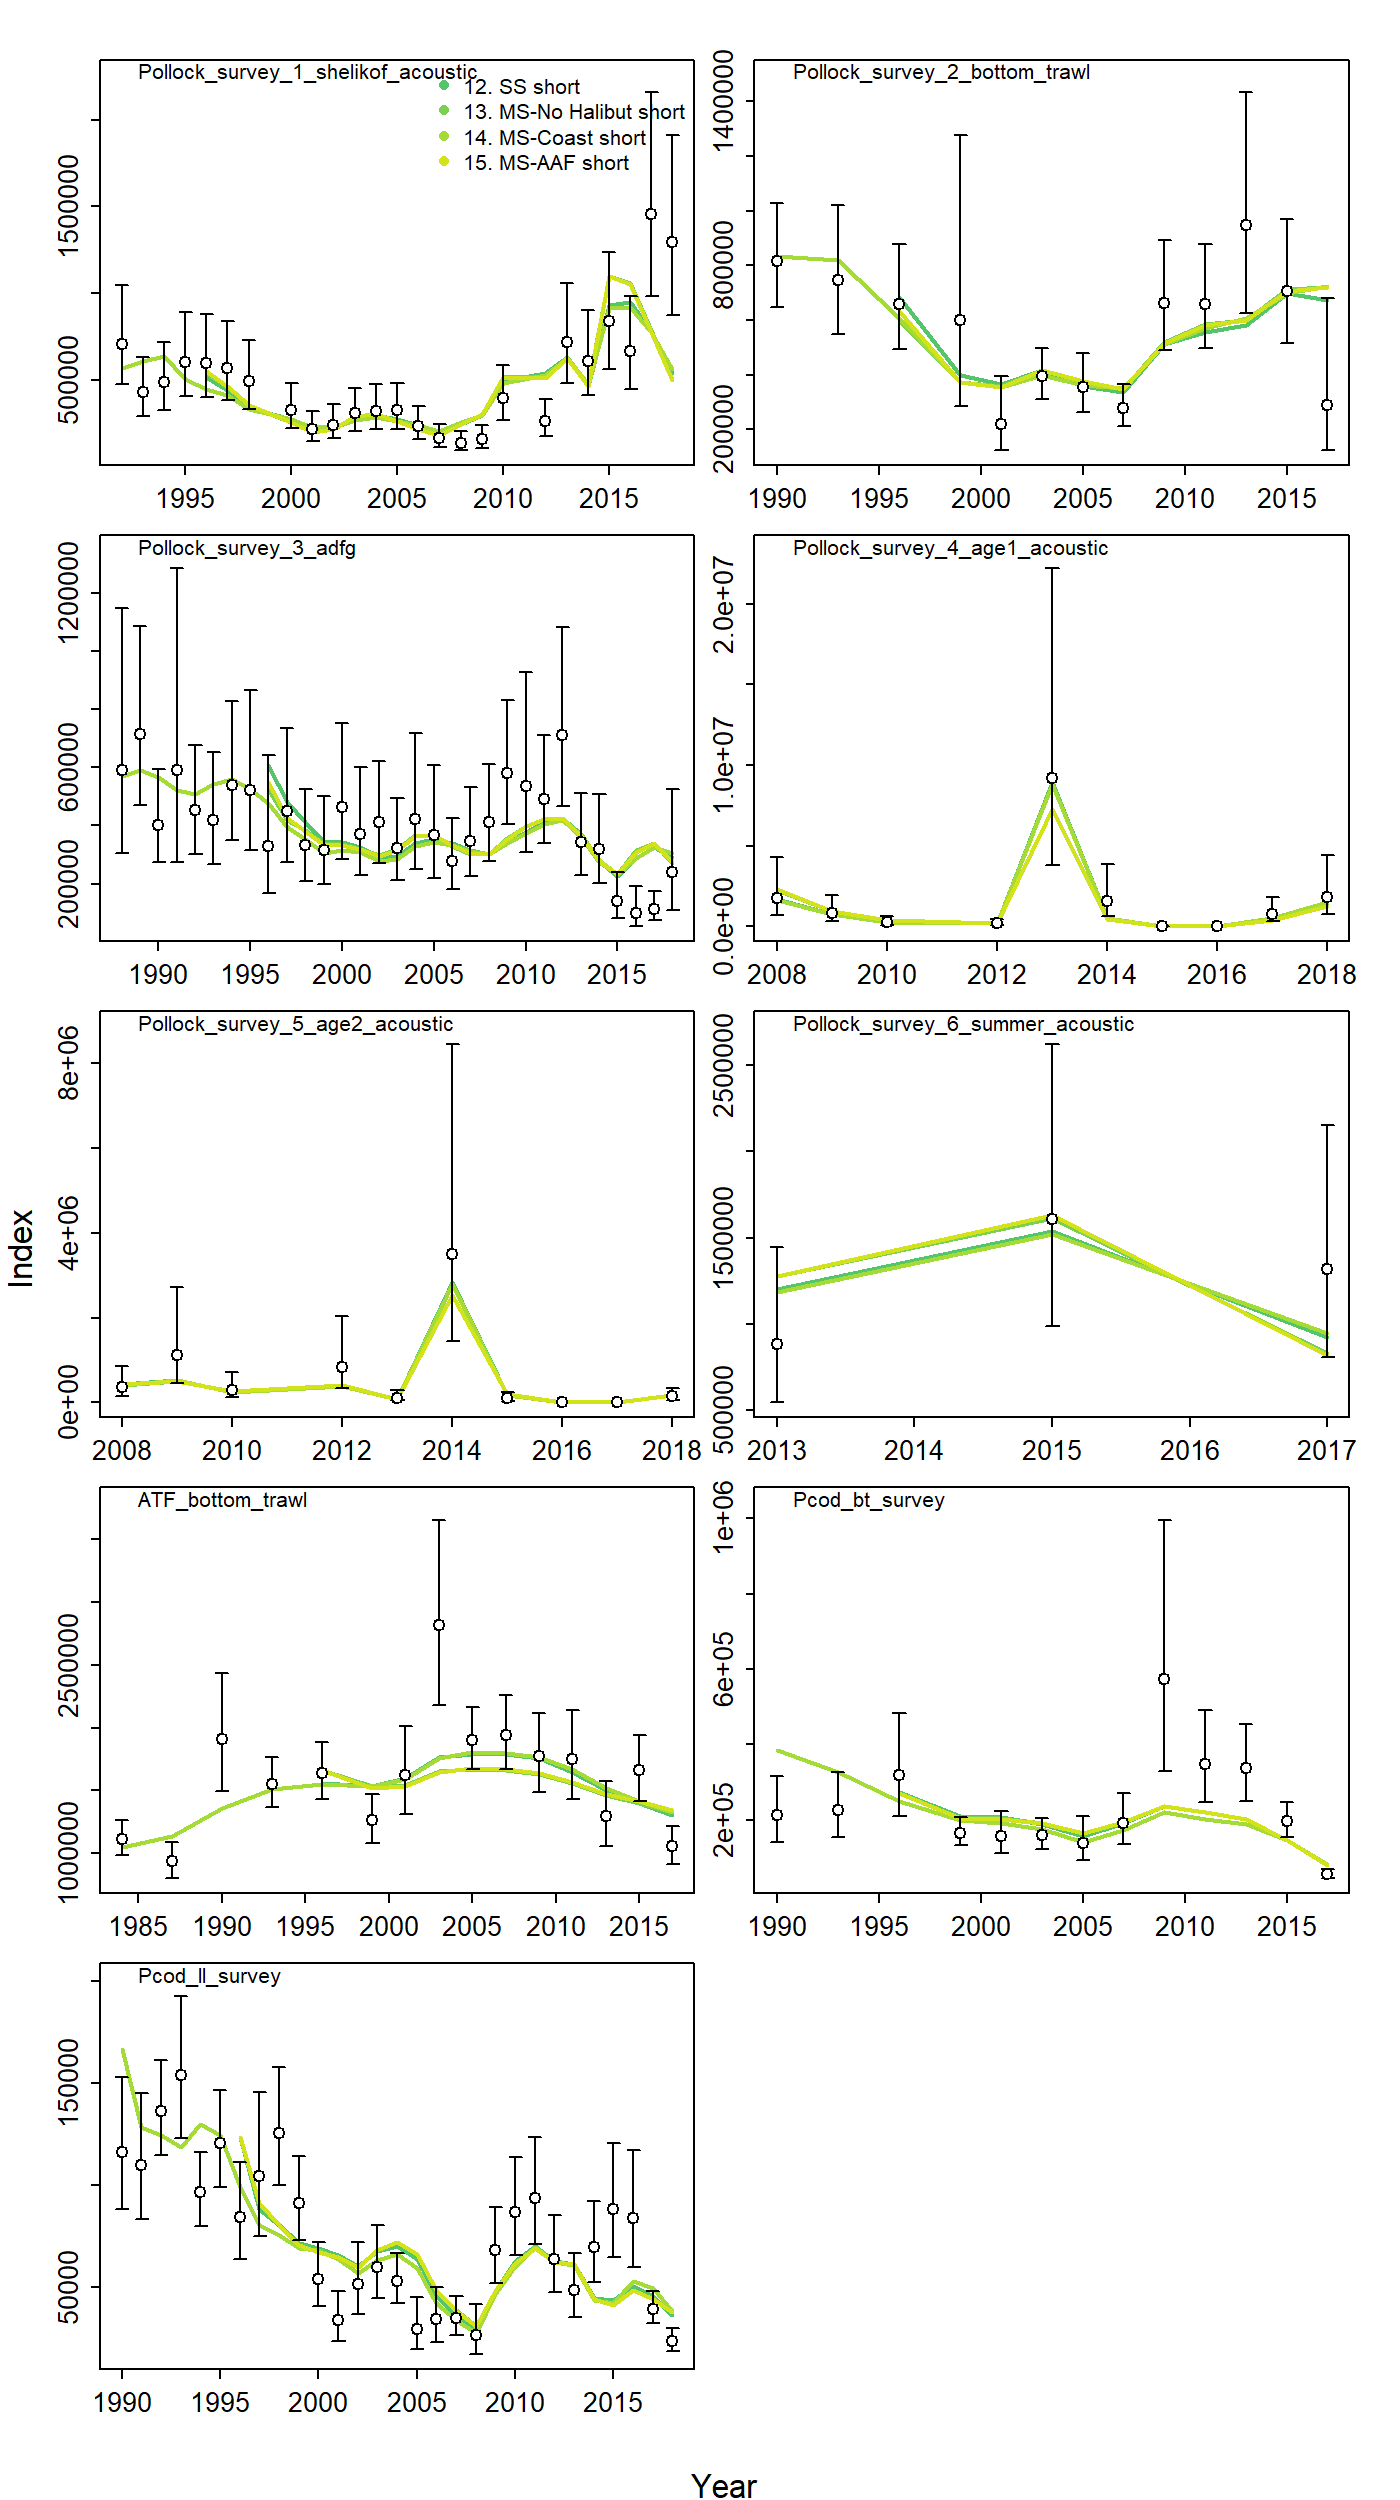 Pollock_survey_1_shelikof_acoustic
12. SS short
13. MS-No Halibut short
14. MS-Coast short
15. MS-AAF short
500000 1500000
1995 2000 2005 2010 2015
Pollock_survey_2_bottom_trawl
200000 800000 1400000
1990 1995 2000 2005 2010 2015
Pollock_survey_3_adfg
200000 600000 1200000
1990 1995 2000 2005 2010 2015
Pollock_survey_4_age1_acoustic
0.0e+00 1.0e+07 2.0e+07
2008 2010 2012 2014 2016 2018
Pollock_survey_5_age2_acoustic
0e+00 4e+06 8e+06
2008 2010 2012 2014 2016 2018
Pollock_survey_6_summer_acoustic
500000 1500000 2500000
2013 2014 2015 2016 2017
Index
ATF_bottom_trawl
1000000 2500000
1985 1990 1995 2000 2005 2010 2015
Pcod_bt_survey
2e+05 6e+05 1e+06
1990 1995 2000 2005 2010 2015
Pcod_ll_survey
50000 150000
1990 1995 2000 2005 2010 2015
Year